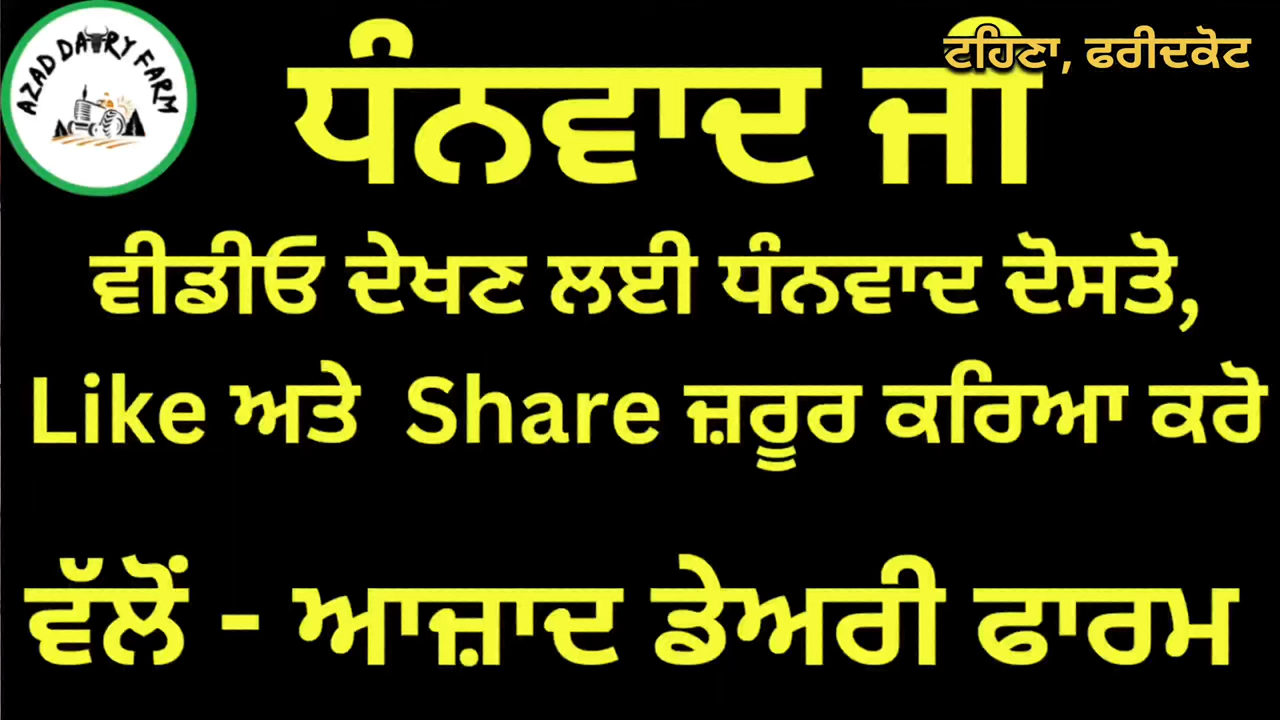 AZAD DAIRY FARM
ਟਹਿਣਾ, ਫਰੀਦਕੋਟ
ਧੰਨਵਾਦ ਜੀ
ਵੀਡੀਓ ਦੇਖਣ ਲਈ ਧੰਨਵਾਦ ਦੋਸਤੋ,
Like ਅਤੇ Share ਜ਼ਰੂਰ ਕਰਿਆ ਕਰੋ
ਵੱਲੋਂ - ਆਜ਼ਾਦ ਡੇਅਰੀ ਫਾਰਮ